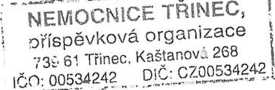 NEMOCNICE TŘINEC,
příspěvková organizace
739 61 Třinec, Kaštanová 268
IČO: 00534242 DIČ: CZ00534242